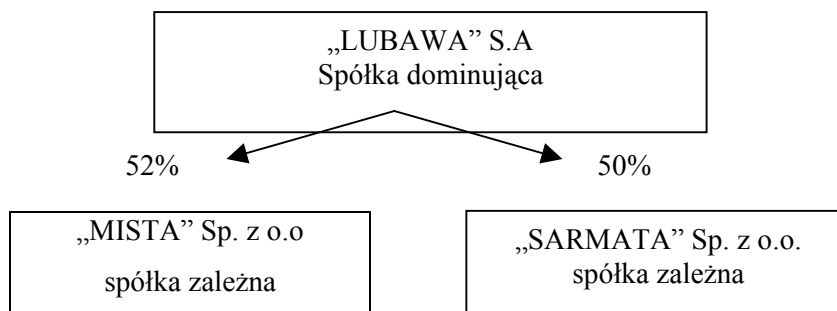 „LUBAWA” S.A
Spółka dominująca
52%
50%
„MISTA” Sp. z o.o
spółka zależna
„SARMATA” Sp. z o.o.
spółka zależna